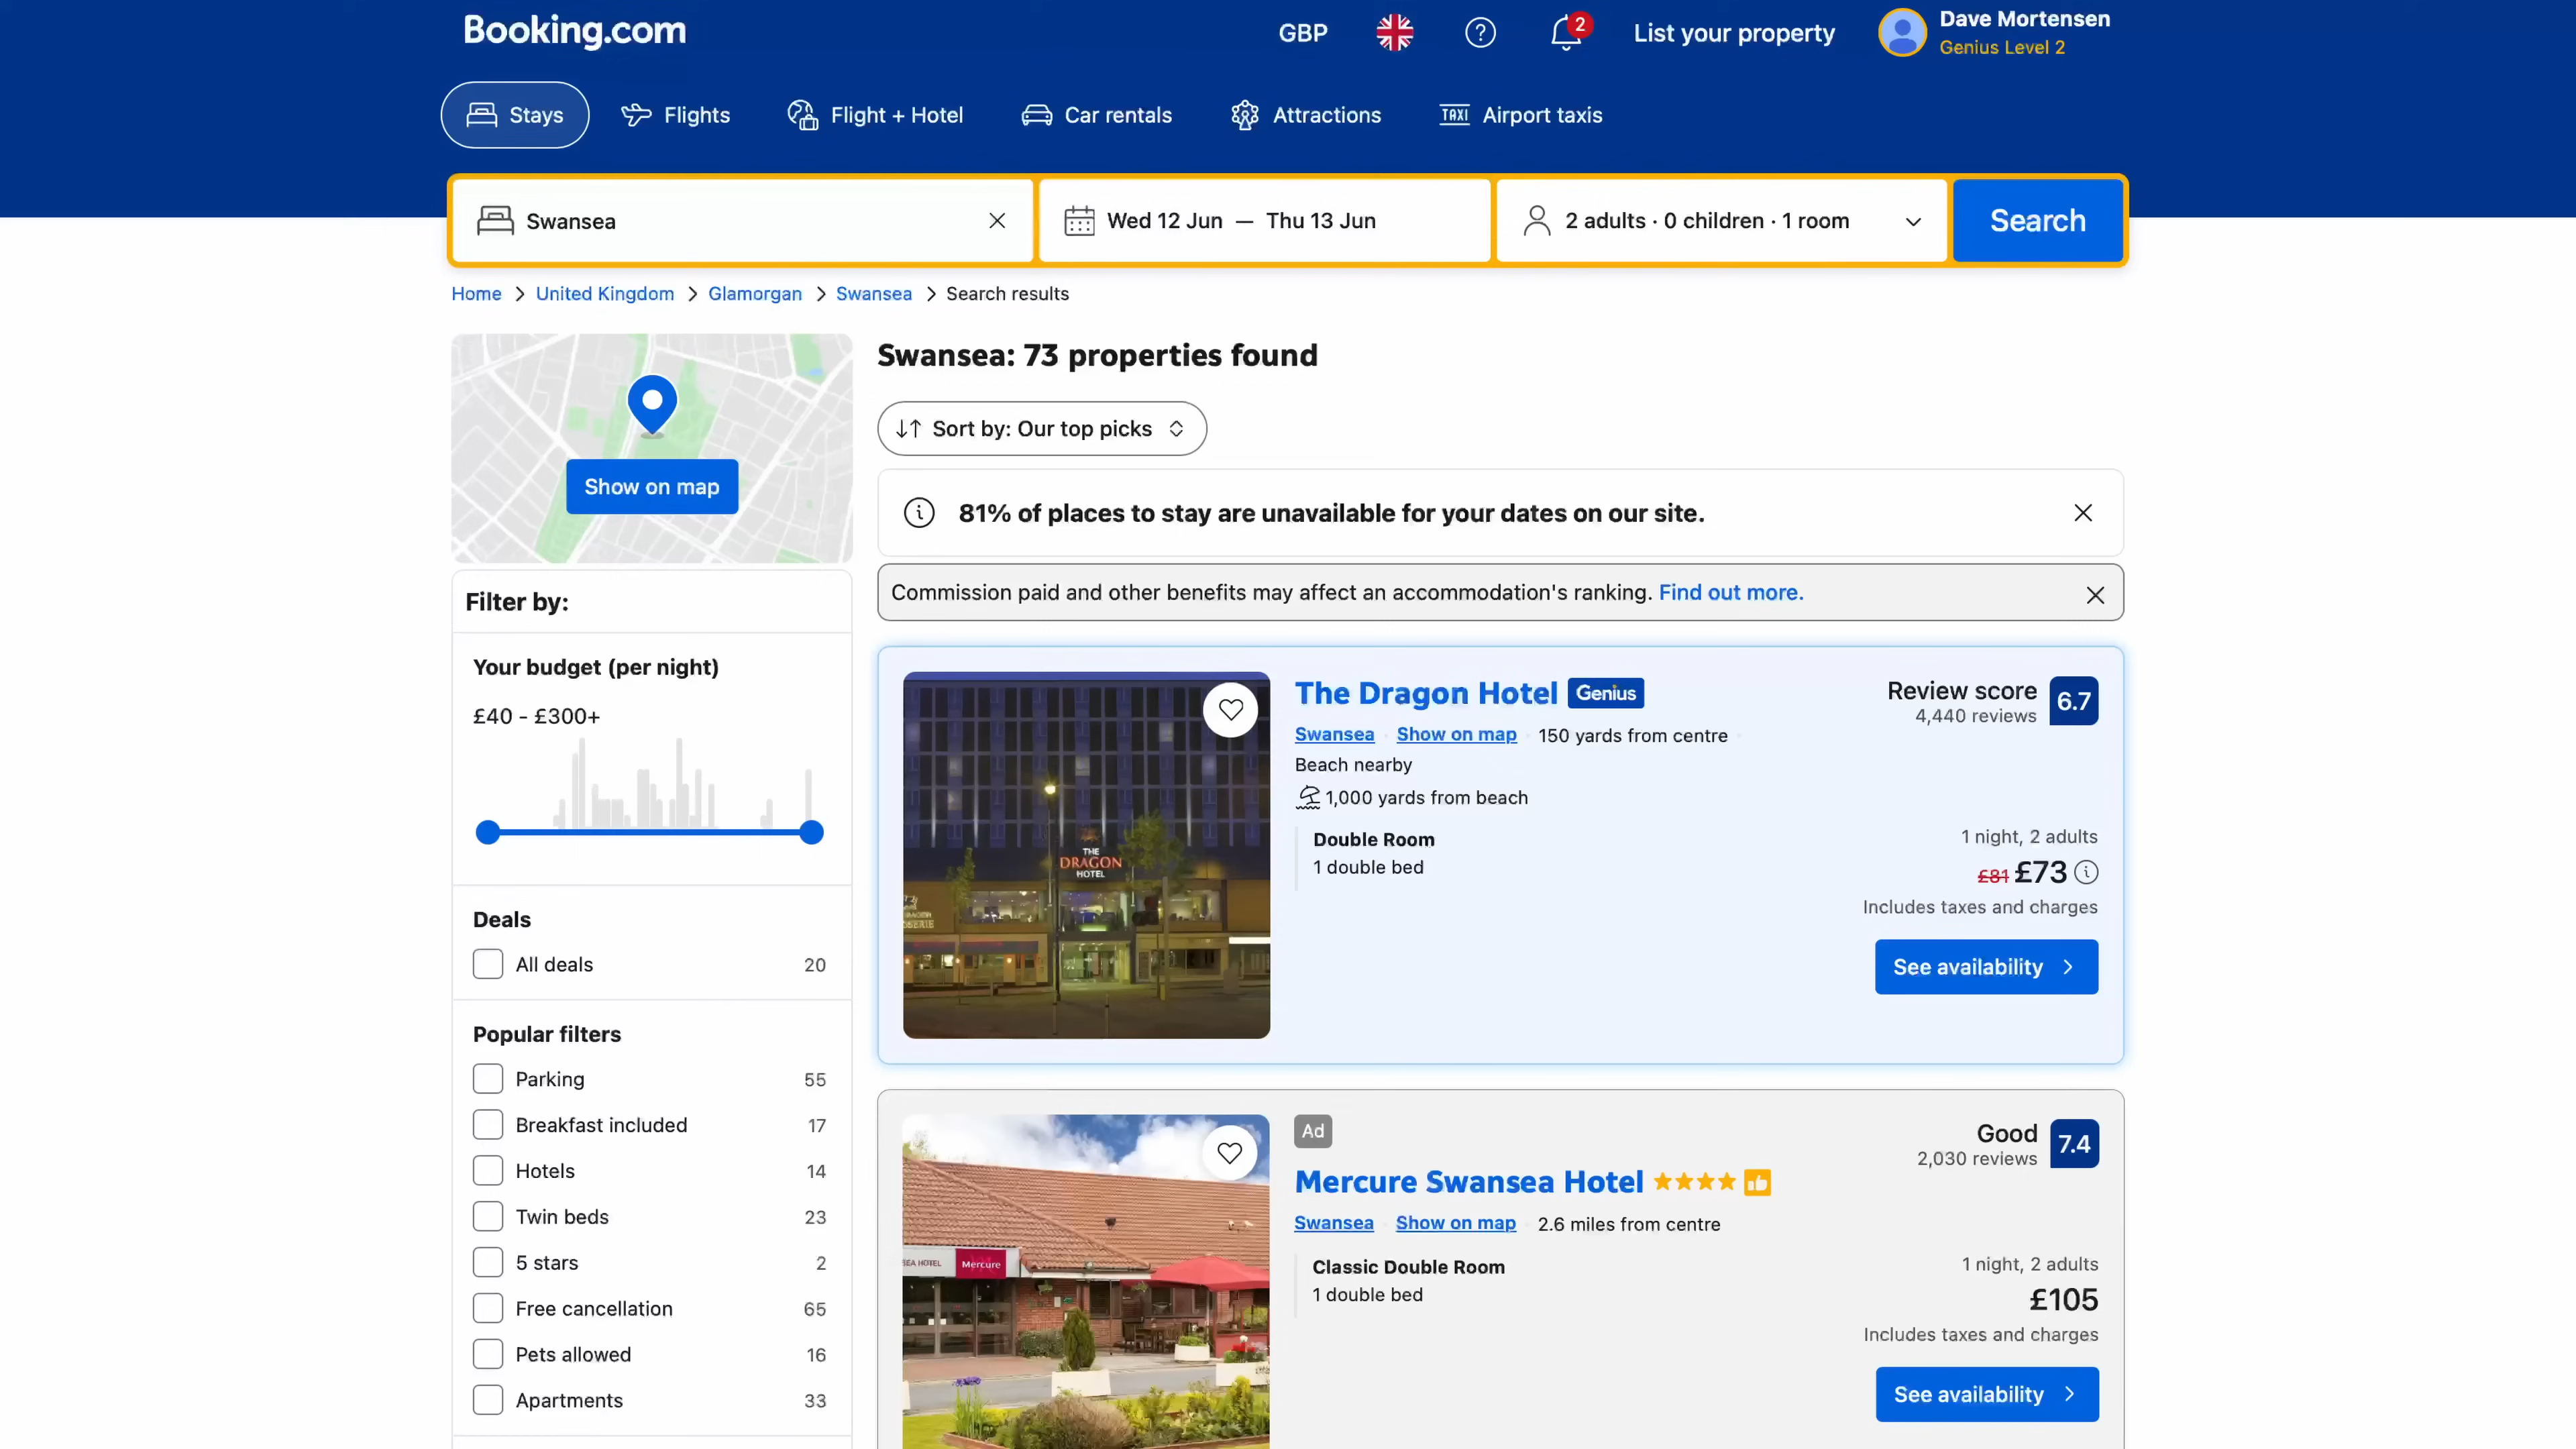 Booking.com
GBP
2
List your property
Dave Mortensen
Genius Level 2
Stays
Flights
Flight + Hotel
Car rentals
Attractions
TAXI
Airport taxis
Swansea
Wed 12 Jun — Thu 13 Jun
2 adults · 0 children · 1 room
Search
Home > United Kingdom > Glamorgan > Swansea > Search results
Show on map
Filter by:
Your budget (per night)
£40 - £300+
Deals
All deals 20
Popular filters
Parking 55
Breakfast included 17
Hotels 14
Twin beds 23
5 stars 2
Free cancellation 65
Pets allowed 16
Apartments 33
Swansea: 73 properties found
Sort by: Our top picks
81% of places to stay are unavailable for your dates on our site.
Commission paid and other benefits may affect an accommodation's ranking. Find out more.
THE
DRAGON
HOTEL
The Dragon Hotel Genius
Swansea · Show on map · 150 yards from centre
Beach nearby
1,000 yards from beach
Double Room
1 double bed
Review score 6.7
4,440 reviews
1 night, 2 adults
£81 £73
Includes taxes and charges
See availability
HOTEL
Mercure
Ad
Mercure Swansea Hotel
Swansea · Show on map · 2.6 miles from centre
Classic Double Room
1 double bed
Good 7.4
2,030 reviews
1 night, 2 adults
£105
Includes taxes and charges
See availability